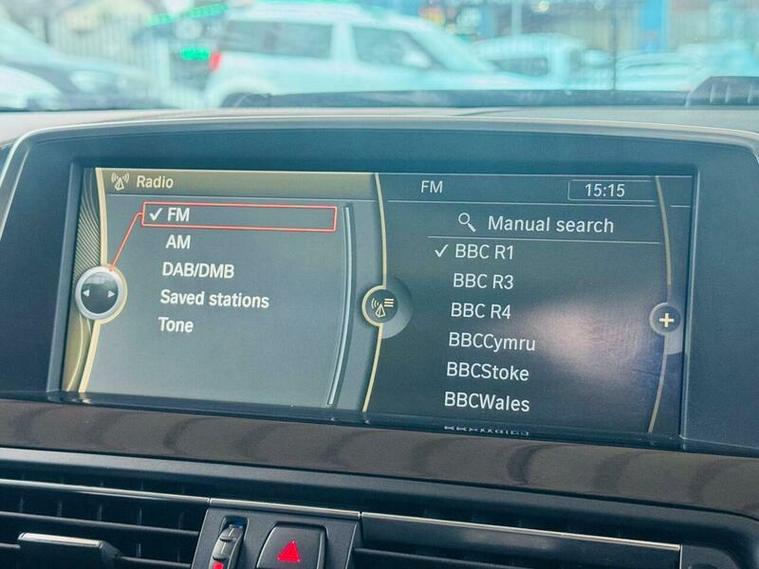 Radio
FM
AM
DAB/DMB
Saved stations
Tone
FM 15:15
Manual search
BBC R1
BBC R3
BBC R4
BBCCymru
BBCStoke
BBCWales